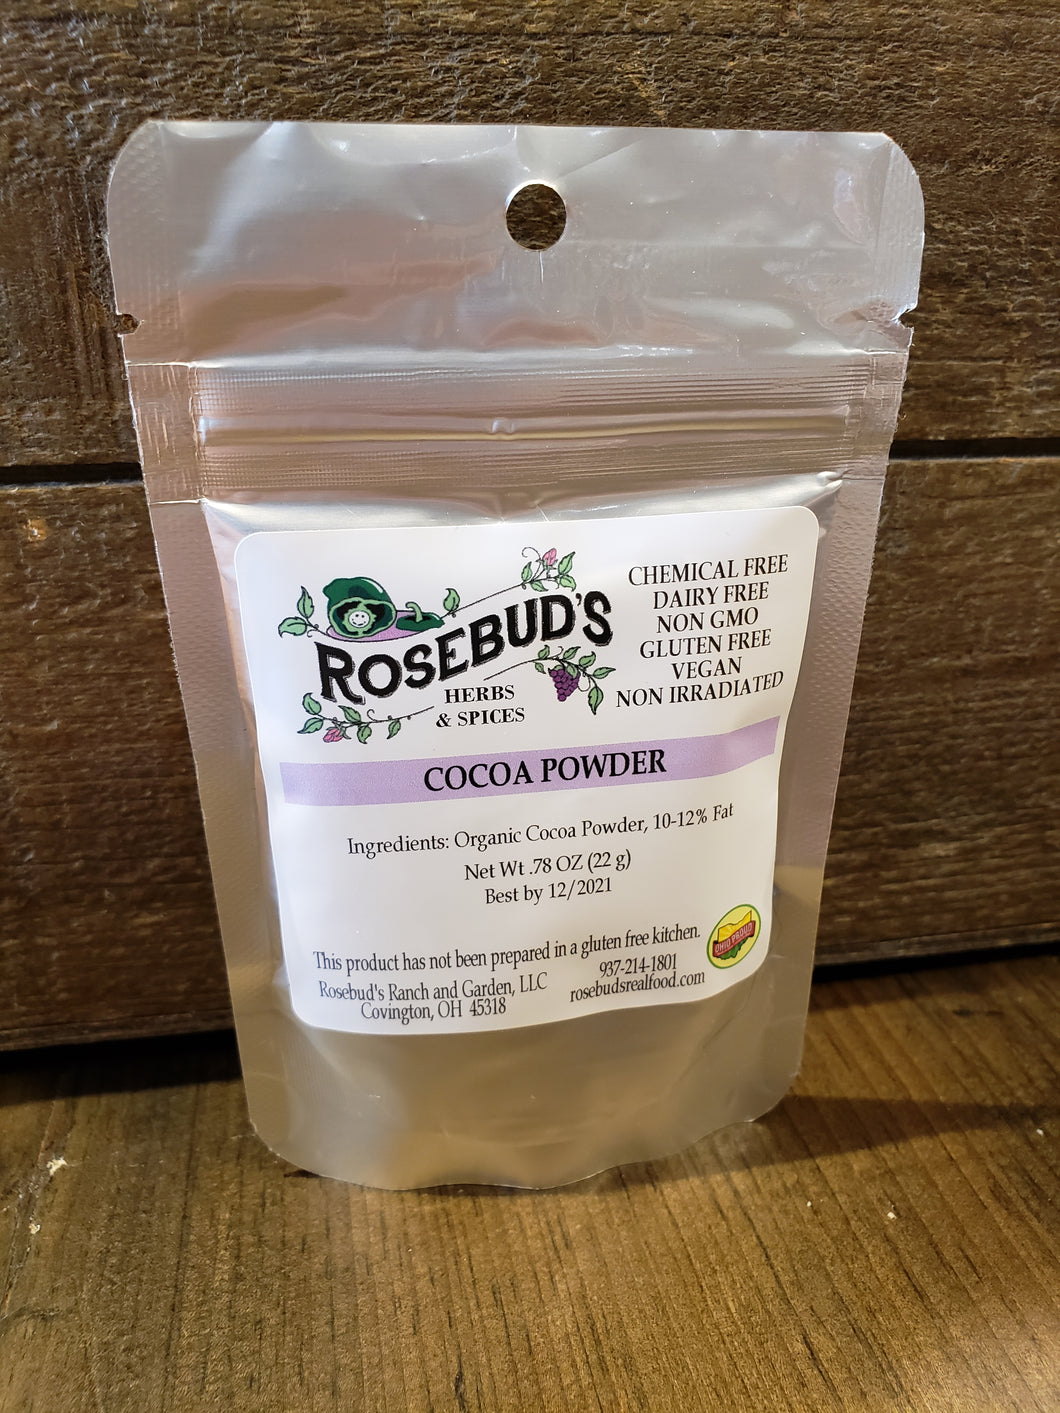 ROSEBUD'S
HERBS
& SPICES
CHEMICAL FREE
DAIRY FREE
NON GMO
GLUTEN FREE
VEGAN
NON IRRADIATED
COCOA POWDER
Ingredients: Organic Cocoa Powder, 10-12% Fat
Net Wt .78 OZ (22 g)
Best by 12/2021
This product has not been prepared in a gluten free kitchen.
Rosebud's Ranch and Garden, LLC
Covington, OH 45318
937-214-1801
rosebudsrealfood.com
OHIO PROUD